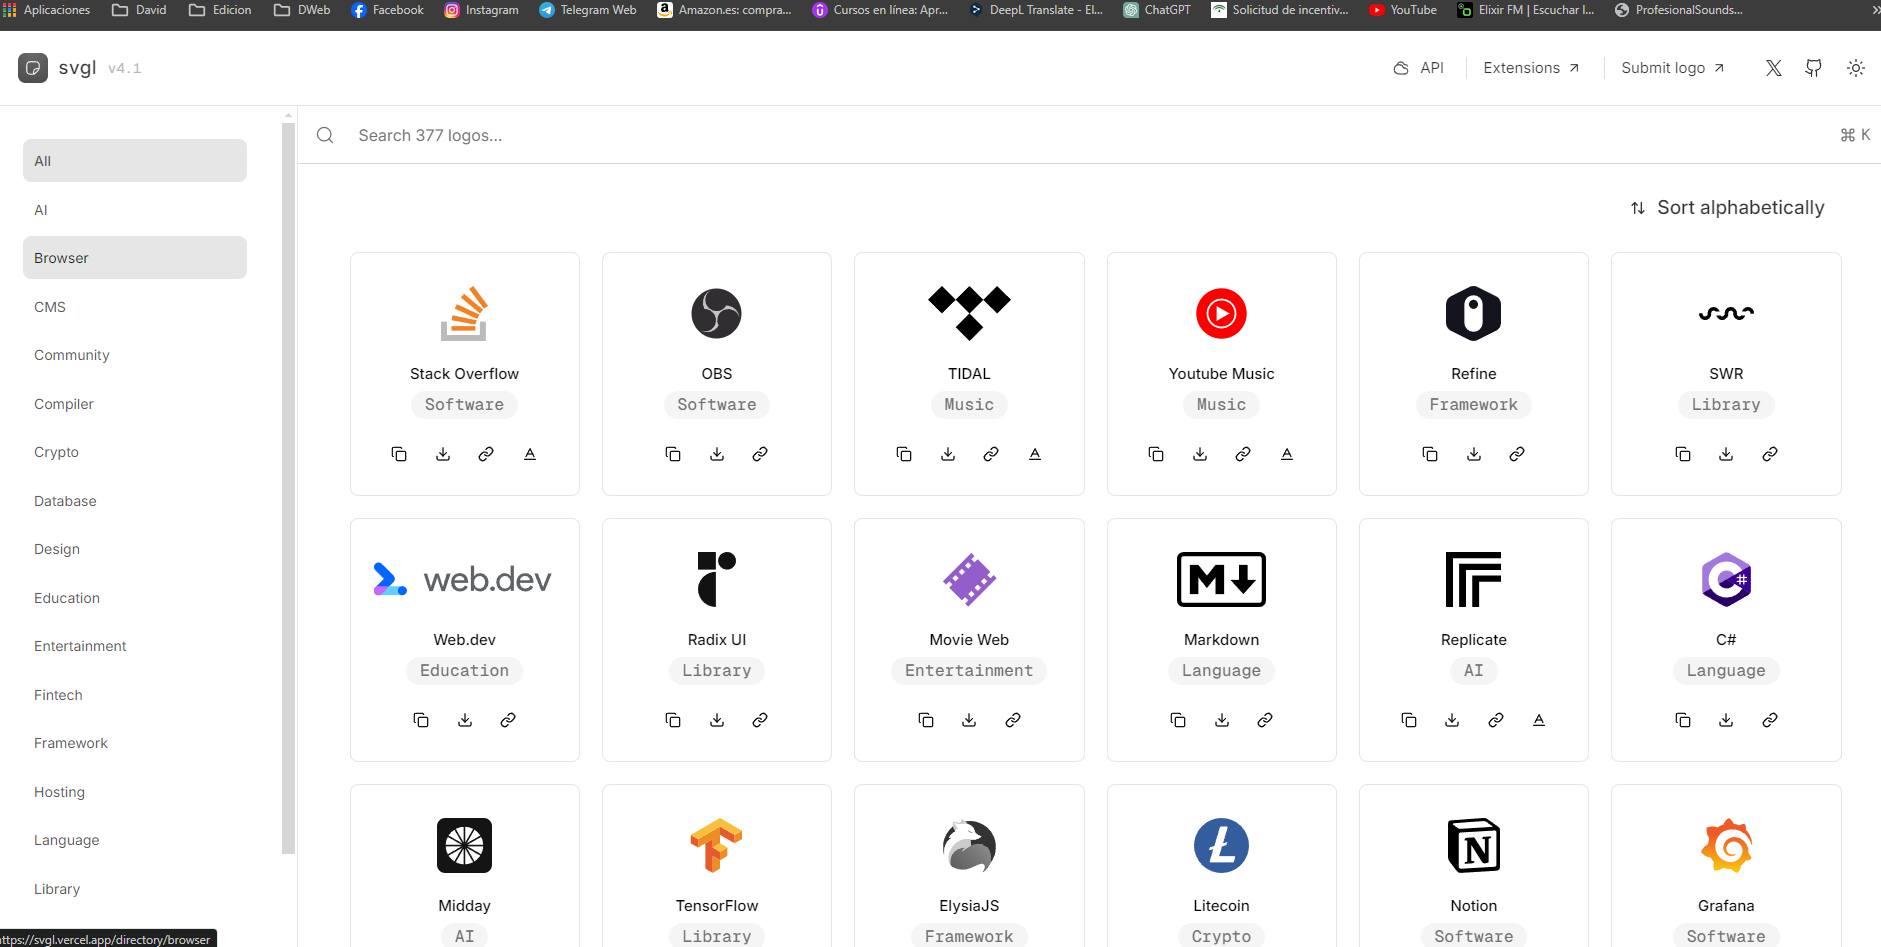 Aplicaciones David Edicion DWeb Facebook Instagram Telegram Web Amazon.es: compra... Cursos en línea: Apr... DeepL Translate - El... ChatGPT Solicitud de incentiv... YouTube Elixir FM | Escuchar l... ProfesionalSounds... »
svgl v4.1 API Extensions Submit logo
Search 377 logos... ⌘ K
Sort alphabetically
All
AI
Browser
CMS
Community
Compiler
Crypto
Database
Design
Education
Entertainment
Fintech
Framework
Hosting
Language
Library
Stack Overflow OBS TIDAL Youtube Music Refine SWR
Software Software Music Music Framework Library
web.dev
Web.dev Radix UI Movie Web Markdown Replicate C#
Education Library Entertainment Language AI Language
Midday TensorFlow ElysiaJS Litecoin Notion Grafana
AI Library Framework Crypto Software Software
https://svgl.vercel.app/directory/browser